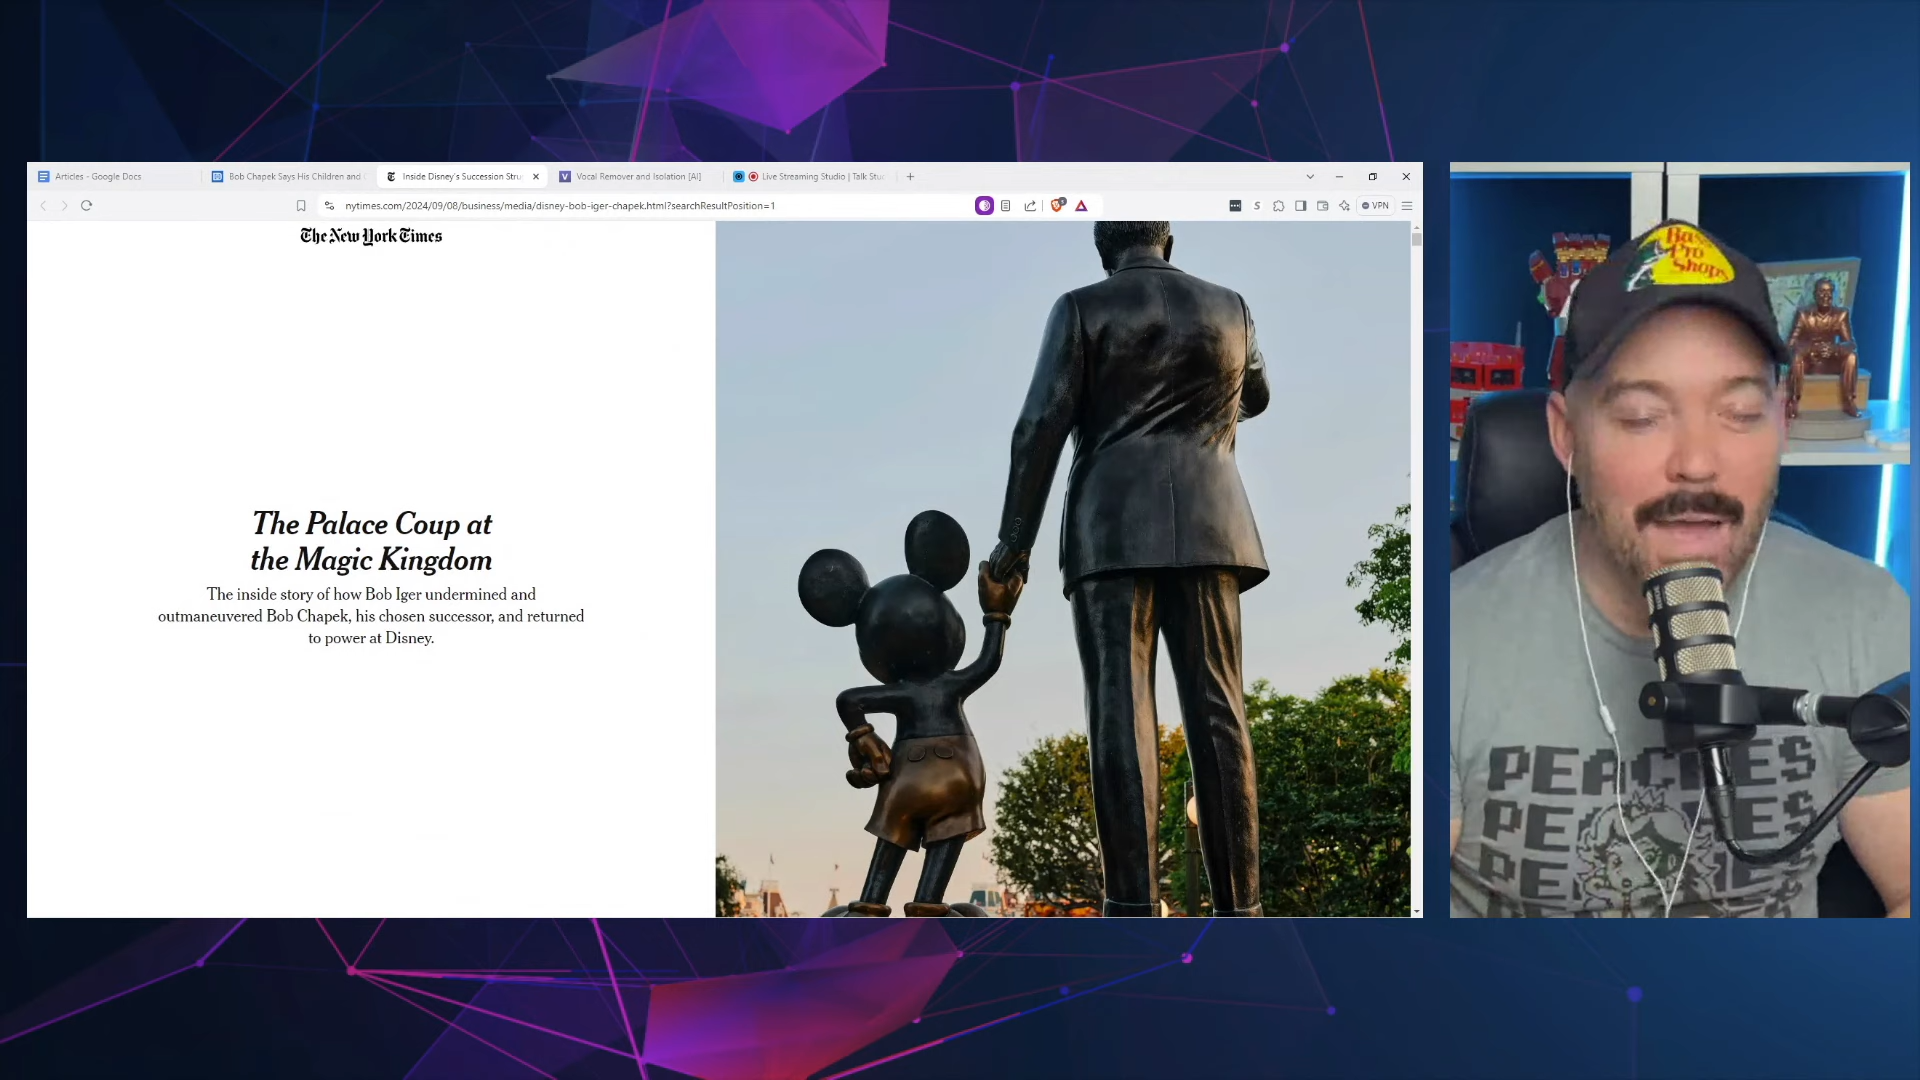 Articles - Google Docs
Bob Chapek Says His Children and
Inside Disney's Succession Stru
Vocal Remover and Isolation [AI]
Live Streaming Studio | Talk Stu
nytimes.com/2024/09/08/business/media/disney-bob-iger-chapek.html?searchResultPosition=1
VPN
The New York Times
The Palace Coup at
the Magic Kingdom
The inside story of how Bob Iger undermined and
outmaneuvered Bob Chapek, his chosen successor, and returned
to power at Disney.
Bass
Pro
Shops
PEACHES